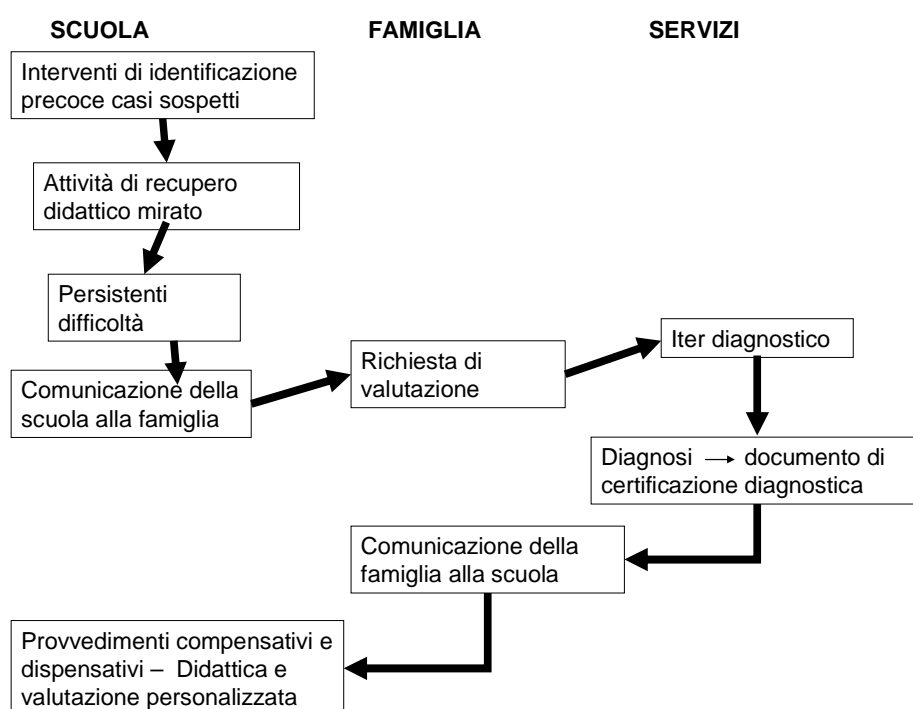 SCUOLA FAMIGLIA SERVIZI
Interventi di identificazione
precoce casi sospetti
Attività di recupero
didattico mirato
Persistenti
difficoltà
Comunicazione della
scuola alla famiglia
Richiesta di
valutazione
Iter diagnostico
Diagnosi → documento di
certificazione diagnostica
Comunicazione della
famiglia alla scuola
Provvedimenti compensativi e
dispensativi – Didattica e
valutazione personalizzata